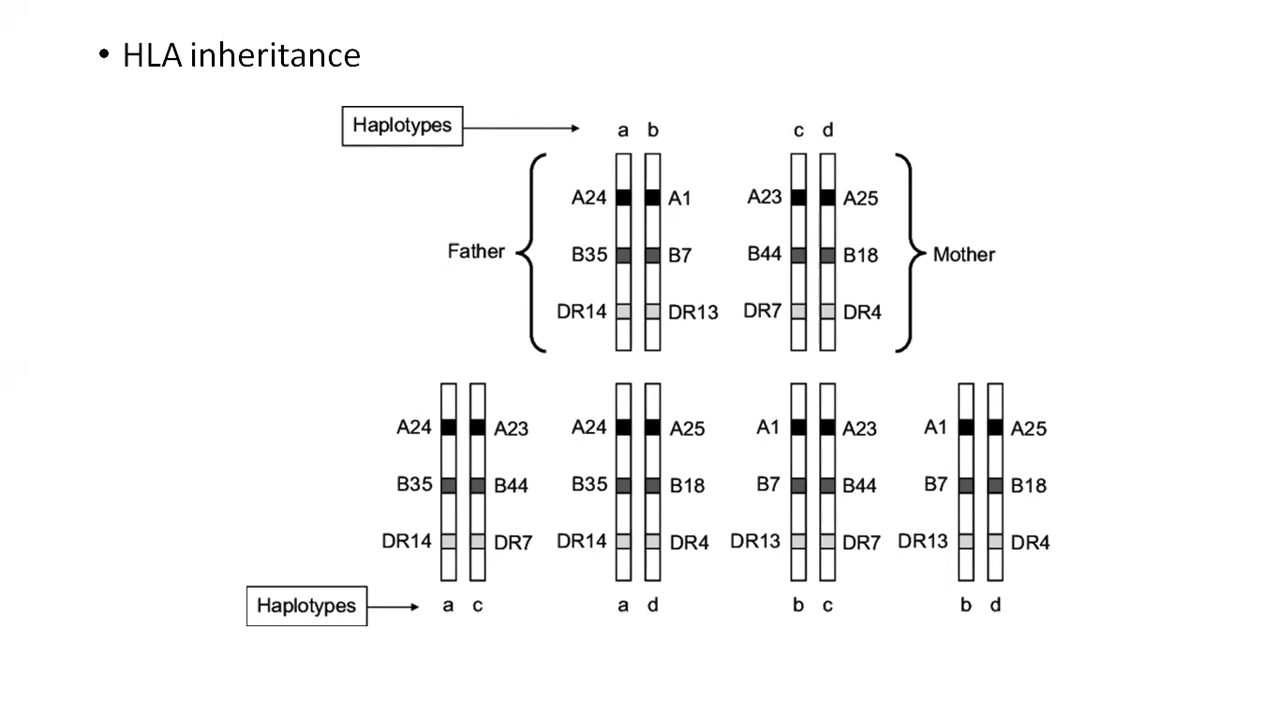 • HLA inheritance
Haplotypes
a b c d
A24 A1 A23 A25
Father B35 B7 B44 B18 Mother
DR14 DR13 DR7 DR4
A24 A23 A24 A25 A1 A23 A1 A25
B35 B44 B35 B18 B7 B44 B7 B18
DR14 DR7 DR14 DR4 DR13 DR7 DR13 DR4
Haplotypes a c a d b c b d